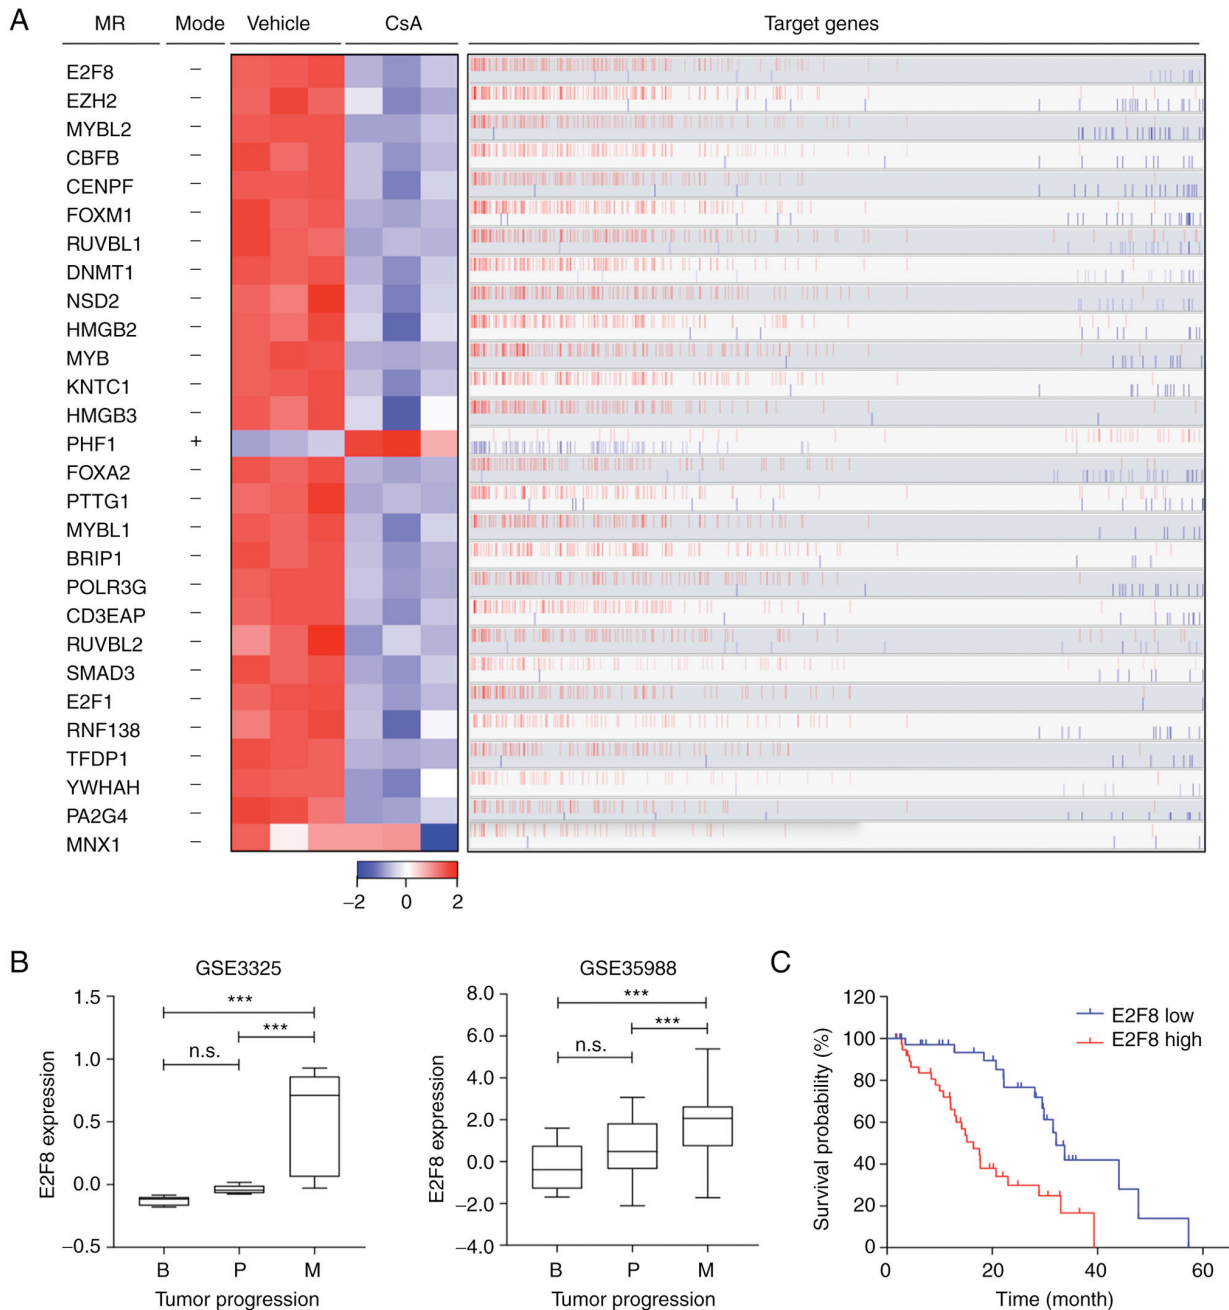 A
MR Mode Vehicle CsA Target genes
E2F8 –
EZH2 –
MYBL2 –
CBFB –
CENPF –
FOXM1 –
RUVBL1 –
DNMT1 –
NSD2 –
HMGB2 –
MYB –
KNTC1 –
HMGB3 –
PHF1 +
FOXA2 –
PTTG1 –
MYBL1 –
BRIP1 –
POLR3G –
CD3EAP –
RUVBL2 –
SMAD3 –
E2F1 –
RNF138 –
TFDP1 –
YWHAH –
PA2G4 –
MNX1 –
–2 0 2
B
GSE3325
E2F8 expression
1.5
1.0
0.5
0.0
–0.5
***
***
n.s.
B P M
Tumor progression
GSE35988
E2F8 expression
8.0
6.0
4.0
2.0
0.0
–2.0
–4.0
***
***
n.s.
B P M
Tumor progression
C
Survival probability (%)
120
100
80
60
40
20
0
E2F8 low
E2F8 high
0 20 40 60
Time (month)